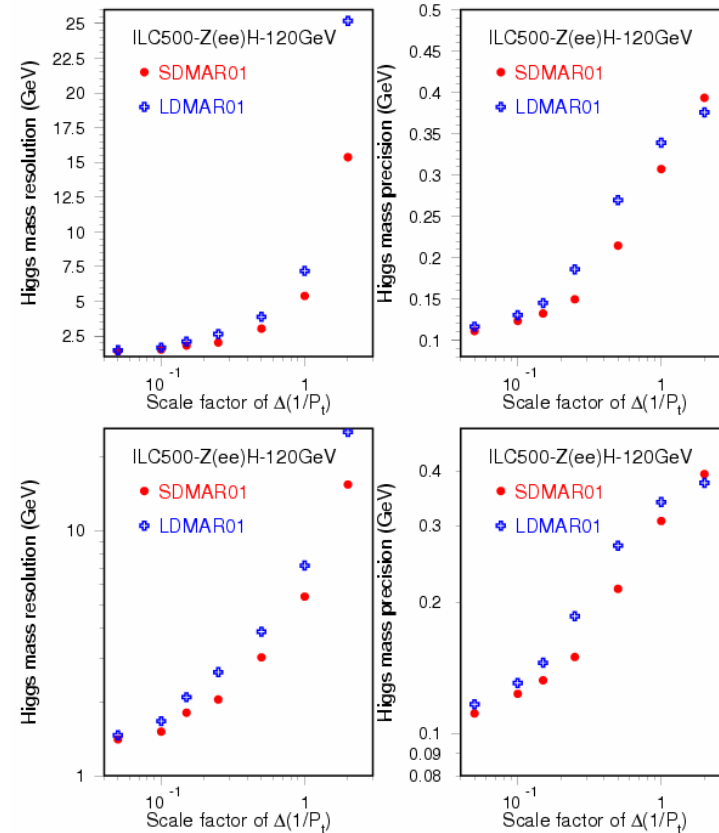 Higgs mass resolution (GeV)
25
22.5
20
17.5
15
12.5
10
7.5
5
2.5
ILC500-Z(ee)H-120GeV
SDMAR01
LDMAR01
10⁻¹
1
Scale factor of Δ(1/Pₜ)
Higgs mass precision (GeV)
0.5
0.45
0.4
0.35
0.3
0.25
0.2
0.15
0.1
ILC500-Z(ee)H-120GeV
SDMAR01
LDMAR01
10⁻¹
1
Scale factor of Δ(1/Pₜ)
Higgs mass resolution (GeV)
10
1
ILC500-Z(ee)H-120GeV
SDMAR01
LDMAR01
10⁻¹
1
Scale factor of Δ(1/Pₜ)
Higgs mass precision (GeV)
0.4
0.3
0.2
0.1
0.09
0.08
ILC500-Z(ee)H-120GeV
SDMAR01
LDMAR01
10⁻¹
1
Scale factor of Δ(1/Pₜ)